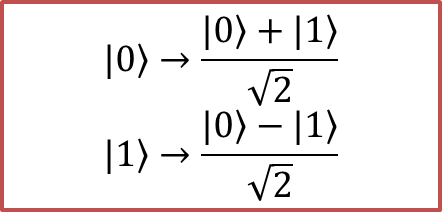 |0⟩ → (|0⟩ + |1⟩)/√2
|1⟩ → (|0⟩ − |1⟩)/√2